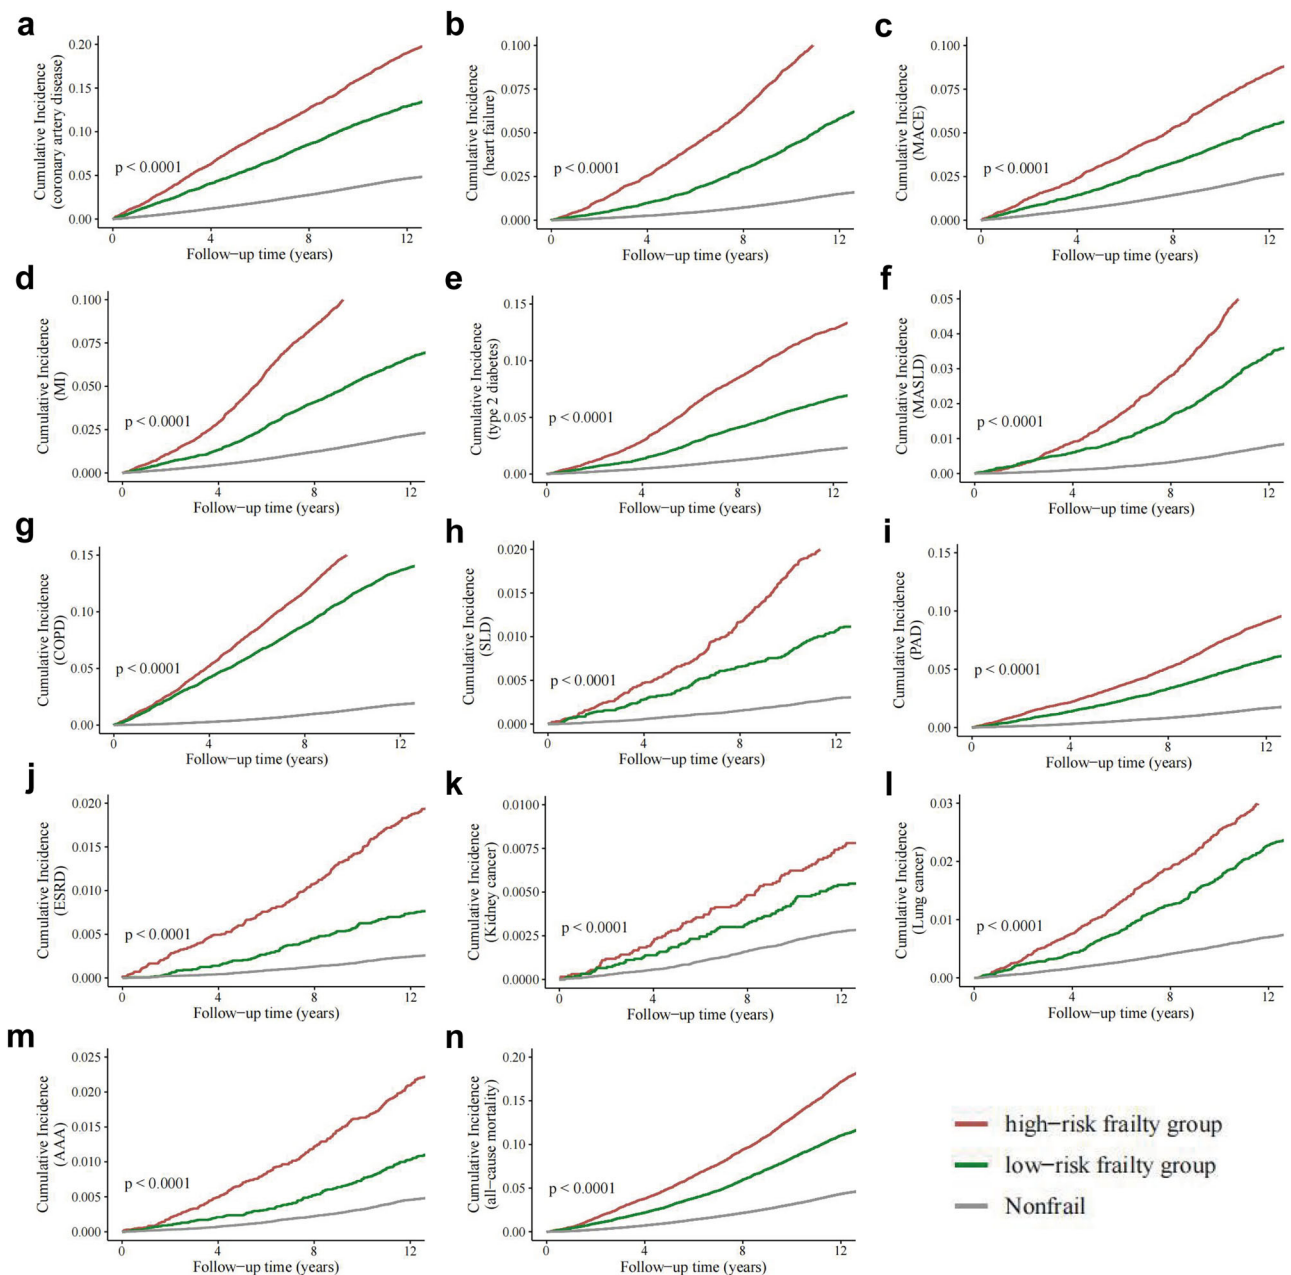 a
Cumulative Incidence
(coronary artery disease)
0.20
0.15
0.10
0.05
0.00
p < 0.0001
0 4 8 12
Follow−up time (years)
b
Cumulative Incidence
(heart failure)
0.100
0.075
0.050
0.025
0.000
p < 0.0001
0 4 8 12
Follow−up time (years)
c
Cumulative Incidence
(MACE)
0.100
0.075
0.050
0.025
0.000
p < 0.0001
0 4 8 12
Follow−up time (years)
d
Cumulative Incidence
(MI)
0.100
0.075
0.050
0.025
0.000
p < 0.0001
0 4 8 12
Follow−up time (years)
e
Cumulative Incidence
(type 2 diabetes)
0.15
0.10
0.05
0.00
p < 0.0001
0 4 8 12
Follow−up time (years)
f
Cumulative Incidence
(MASLD)
0.05
0.04
0.03
0.02
0.01
0.00
p < 0.0001
0 4 8 12
Follow−up time (years)
g
Cumulative Incidence
(COPD)
0.15
0.10
0.05
0.00
p < 0.0001
0 4 8 12
Follow−up time (years)
h
Cumulative Incidence
(SLD)
0.020
0.015
0.010
0.005
0.000
p < 0.0001
0 4 8 12
Follow−up time (years)
i
Cumulative Incidence
(PAD)
0.15
0.10
0.05
0.00
p < 0.0001
0 4 8 12
Follow−up time (years)
j
Cumulative Incidence
(ESRD)
0.020
0.015
0.010
0.005
0.000
p < 0.0001
0 4 8 12
Follow−up time (years)
k
Cumulative Incidence
(Kidney cancer)
0.0100
0.0075
0.0050
0.0025
0.0000
p < 0.0001
0 4 8 12
Follow−up time (years)
l
Cumulative Incidence
(Lung cancer)
0.03
0.02
0.01
0.00
p < 0.0001
0 4 8 12
Follow−up time (years)
m
Cumulative Incidence
(AAA)
0.025
0.020
0.015
0.010
0.005
0.000
p < 0.0001
0 4 8 12
Follow−up time (years)
n
Cumulative Incidence
(all−cause mortality)
0.20
0.15
0.10
0.05
0.00
p < 0.0001
0 4 8 12
Follow−up time (years)
high−risk frailty group
low−risk frailty group
Nonfrail